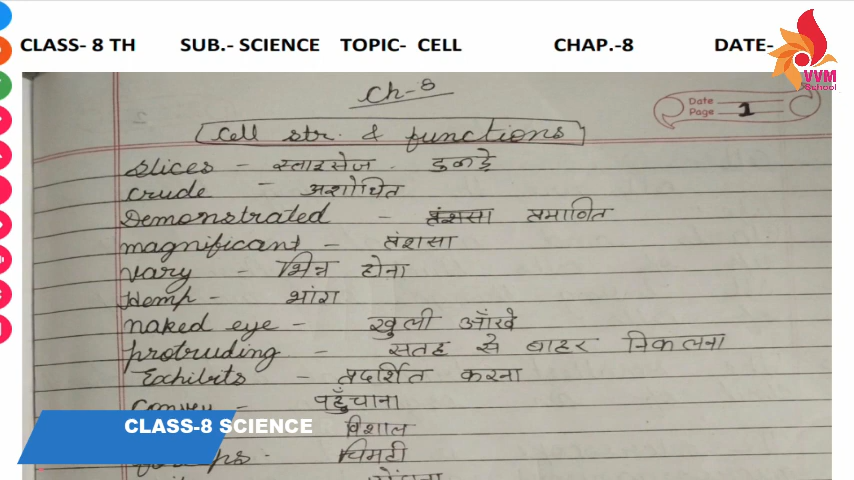 CLASS- 8 TH SUB.- SCIENCE TOPIC- CELL CHAP.-8 DATE-
VVM
School
Ch-8
Date
Page 1
Cell str. & functions
slices - स्लाइसेज - टुकड़े
crude - अशोधित
Demonstrated - प्रमाणित
magnificant - प्रशंसा
vary - भिन्न होना
Hemp - भांग
naked eye - खुली आँखे
protruding - सतह से बाहर निकलना
Exhibits - प्रदर्शित करना
convey - पहुँचाना
विशाल
चिमटी
CLASS-8 SCIENCE